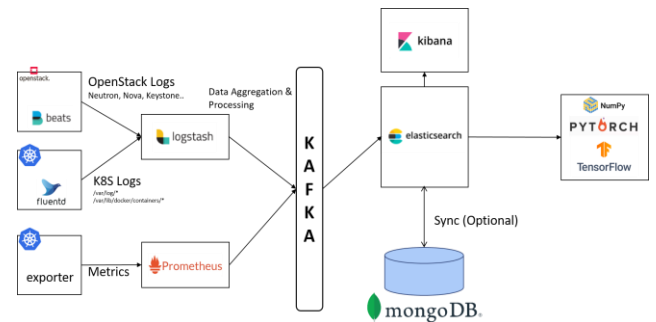 openstack.
beats
OpenStack Logs
Neutron, Nova, Keystone..
fluentd
K8S Logs
/var/log/*
/var/lib/docker/containers/*
exporter
Metrics
logstash
Prometheus
Data Aggregation &
Processing
K
A
F
K
A
kibana
elasticsearch
Sync (Optional)
mongoDB®
NumPy
PYTORCH
TensorFlow